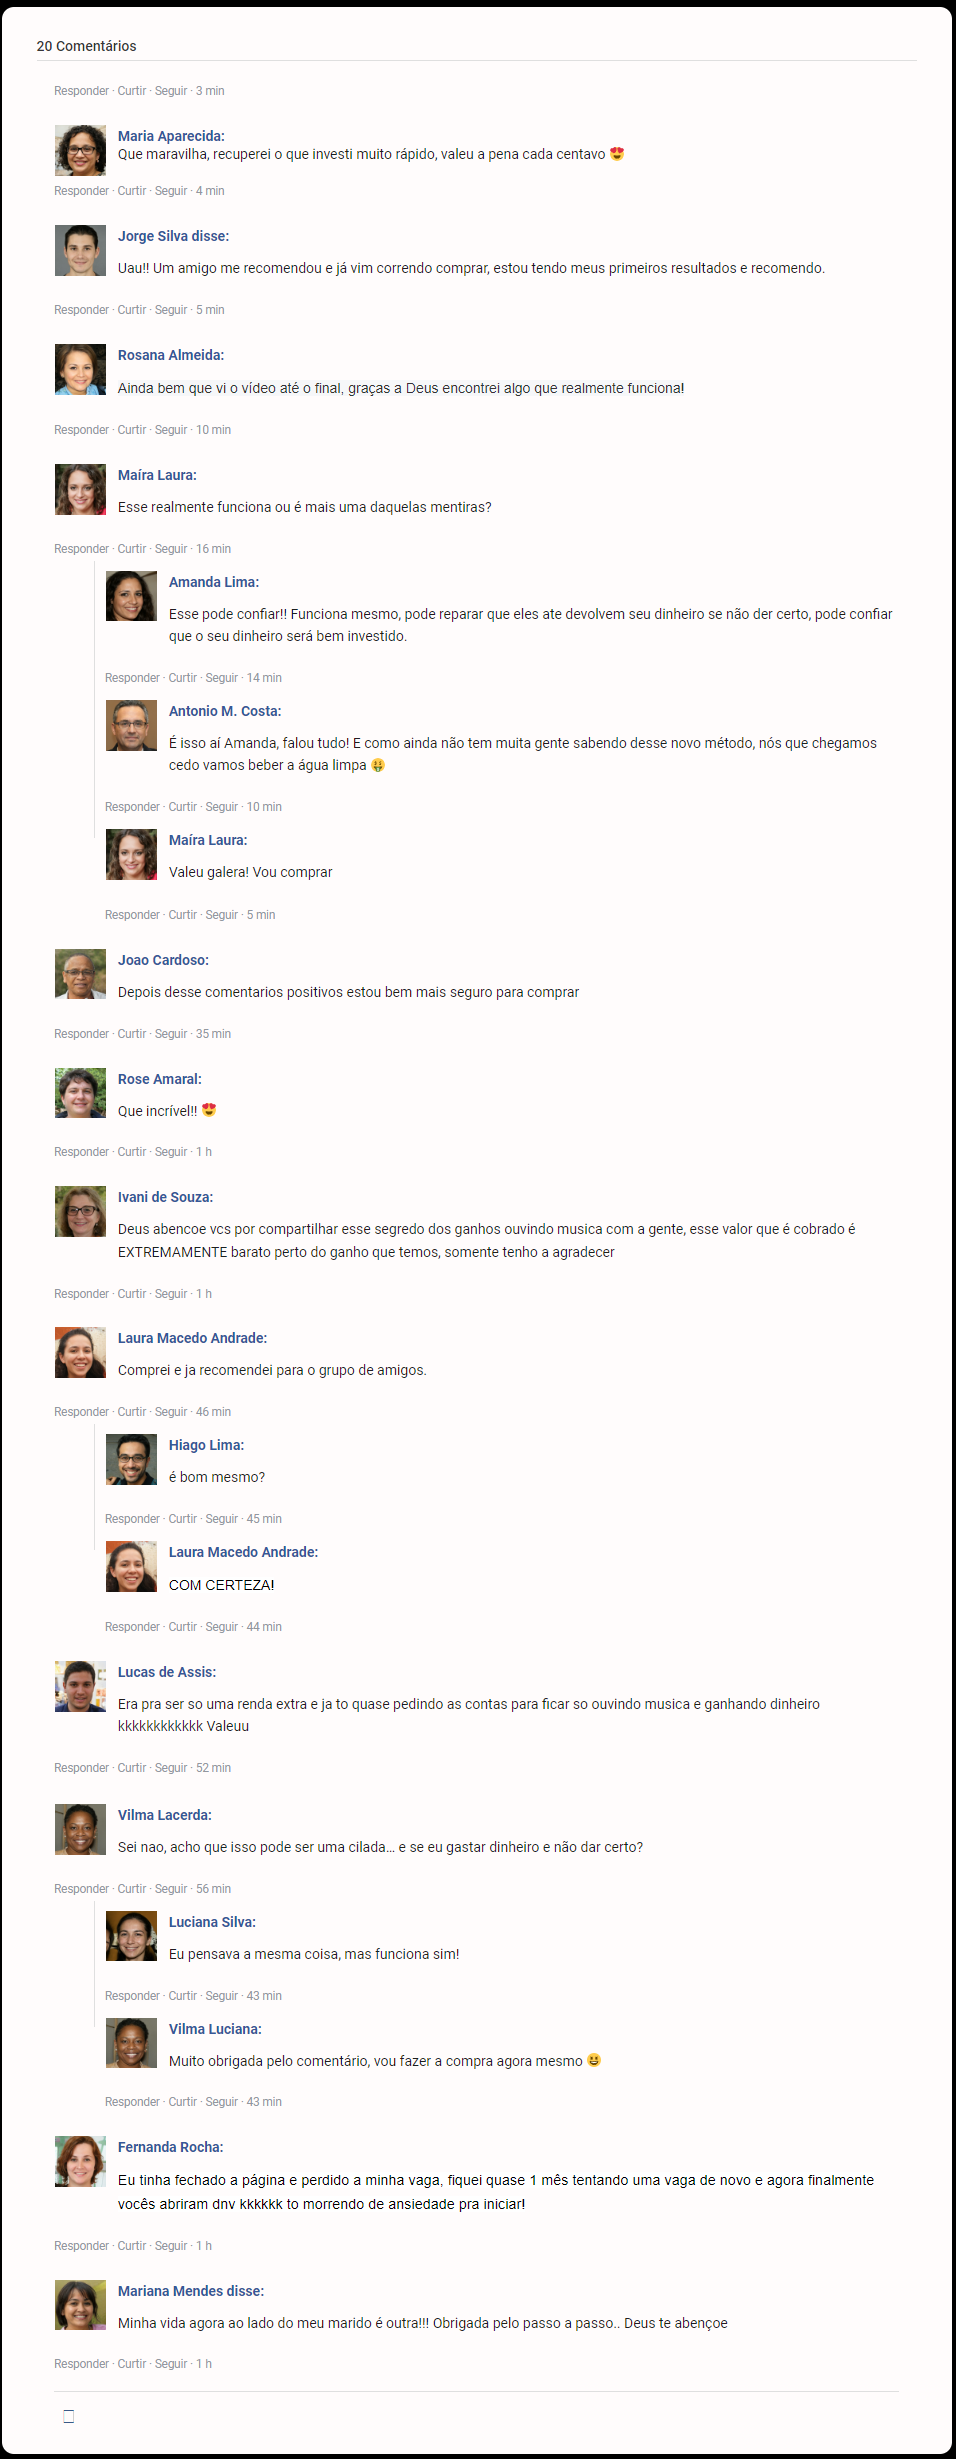 20 Comentários
Responder · Curtir · Seguir · 3 min
Maria Aparecida:
Que maravilha, recuperei o que investi muito rápido, valeu a pena cada centavo 😍
Responder · Curtir · Seguir · 4 min
Jorge Silva disse:
Uau!! Um amigo me recomendou e já vim correndo comprar, estou tendo meus primeiros resultados e recomendo.
Responder · Curtir · Seguir · 5 min
Rosana Almeida:
Ainda bem que vi o vídeo até o final, graças a Deus encontrei algo que realmente funciona!
Responder · Curtir · Seguir · 10 min
Maíra Laura:
Esse realmente funciona ou é mais uma daquelas mentiras?
Responder · Curtir · Seguir · 16 min
Amanda Lima:
Esse pode confiar!! Funciona mesmo, pode reparar que eles ate devolvem seu dinheiro se não der certo, pode confiar
que o seu dinheiro será bem investido.
Responder · Curtir · Seguir · 14 min
Antonio M. Costa:
É isso aí Amanda, falou tudo! E como ainda não tem muita gente sabendo desse novo método, nós que chegamos
cedo vamos beber a água limpa 🤑
Responder · Curtir · Seguir · 10 min
Maíra Laura:
Valeu galera! Vou comprar
Responder · Curtir · Seguir · 5 min
Joao Cardoso:
Depois desse comentarios positivos estou bem mais seguro para comprar
Responder · Curtir · Seguir · 35 min
Rose Amaral:
Que incrível!! 😍
Responder · Curtir · Seguir · 1 h
Ivani de Souza:
Deus abencoe vcs por compartilhar esse segredo dos ganhos ouvindo musica com a gente, esse valor que é cobrado é
EXTREMAMENTE barato perto do ganho que temos, somente tenho a agradecer
Responder · Curtir · Seguir · 1 h
Laura Macedo Andrade:
Comprei e ja recomendei para o grupo de amigos.
Responder · Curtir · Seguir · 46 min
Hiago Lima:
é bom mesmo?
Responder · Curtir · Seguir · 45 min
Laura Macedo Andrade:
COM CERTEZA!
Responder · Curtir · Seguir · 44 min
Lucas de Assis:
Era pra ser so uma renda extra e ja to quase pedindo as contas para ficar so ouvindo musica e ganhando dinheiro
kkkkkkkkkkkk Valeuu
Responder · Curtir · Seguir · 52 min
Vilma Lacerda:
Sei nao, acho que isso pode ser uma cilada... e se eu gastar dinheiro e não dar certo?
Responder · Curtir · Seguir · 56 min
Luciana Silva:
Eu pensava a mesma coisa, mas funciona sim!
Responder · Curtir · Seguir · 43 min
Vilma Luciana:
Muito obrigada pelo comentário, vou fazer a compra agora mesmo 😆
Responder · Curtir · Seguir · 43 min
Fernanda Rocha:
Eu tinha fechado a página e perdido a minha vaga, fiquei quase 1 mês tentando uma vaga de novo e agora finalmente
vocês abriram dnv kkkkkk to morrendo de ansiedade pra iniciar!
Responder · Curtir · Seguir · 1 h
Mariana Mendes disse:
Minha vida agora ao lado do meu marido é outra!!! Obrigada pelo passo a passo.. Deus te abençoe
Responder · Curtir · Seguir · 1 h